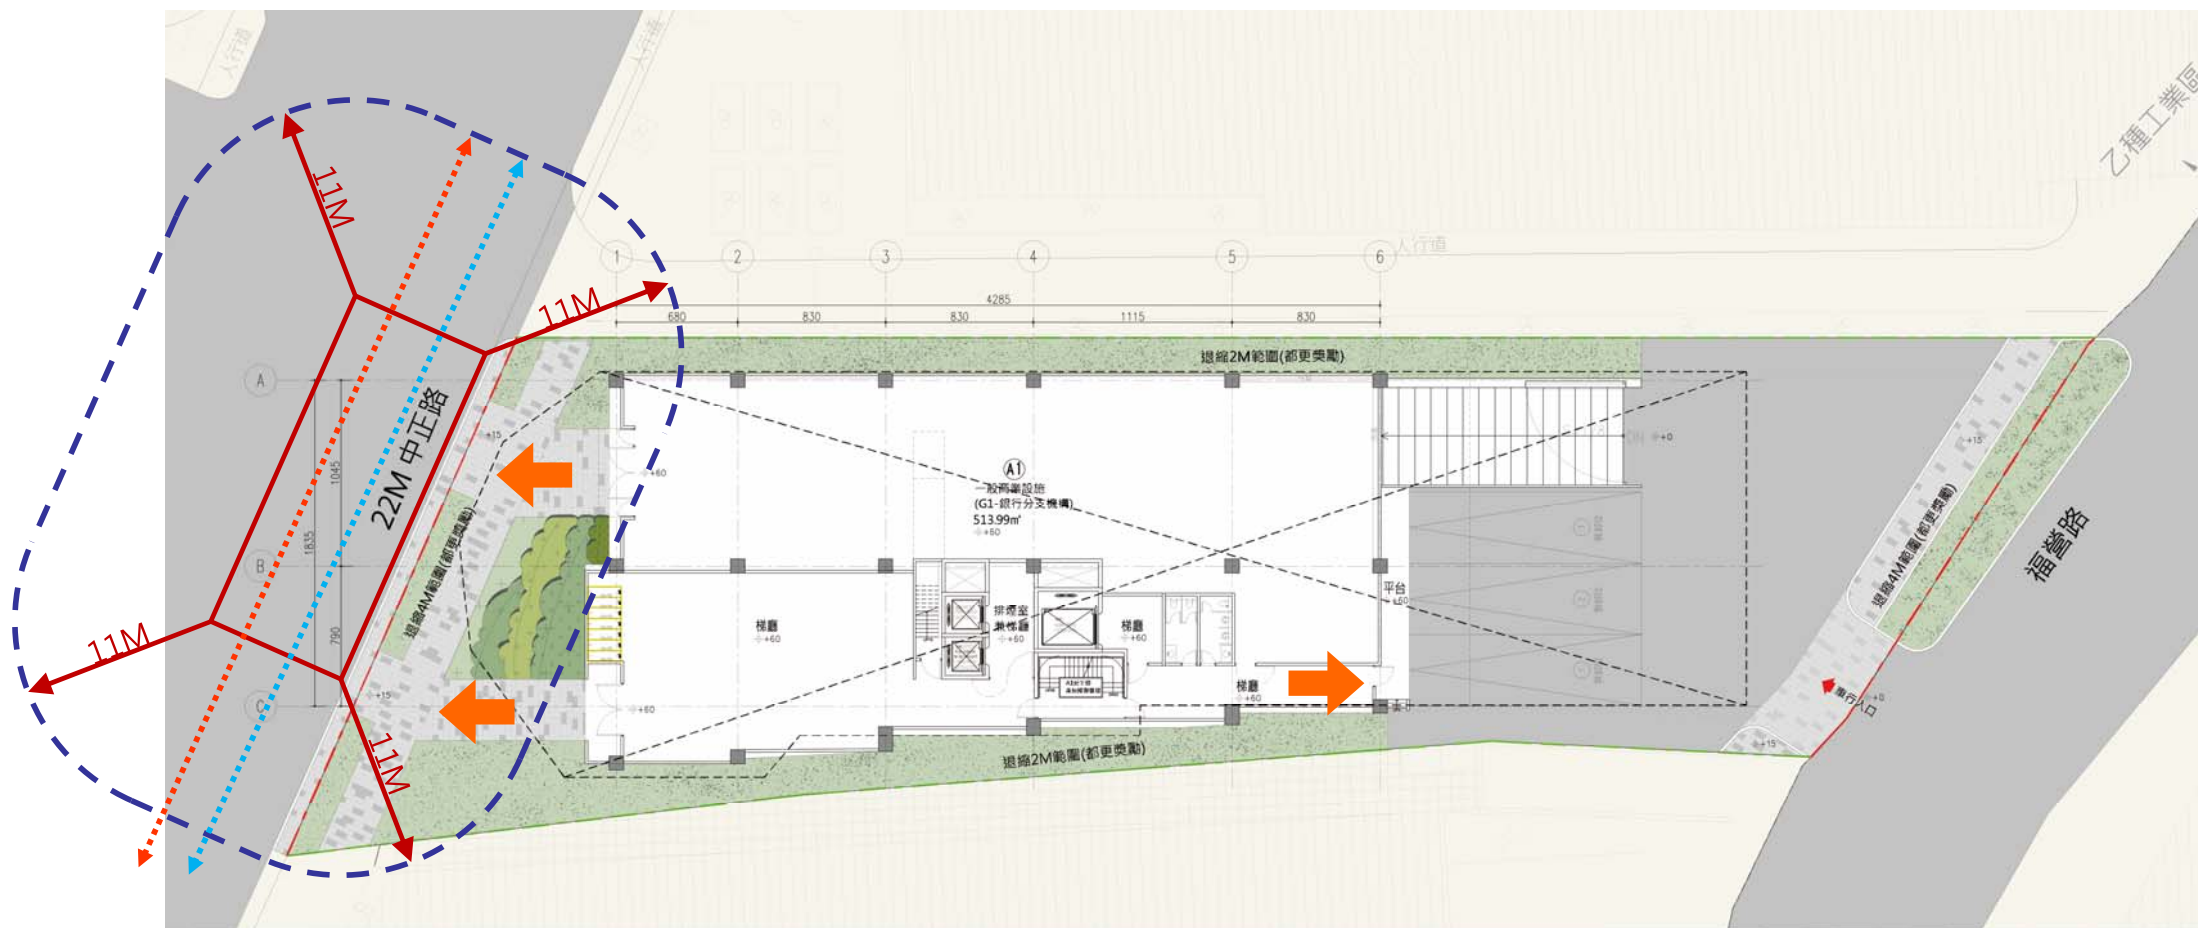 人行道
人行道
乙種工業區
11M
11M
1
2
3
4
5
6
人行道
4285
680
830
830
1115
830
退縮2M範圍(都更獎勵)
A
B
C
1835
1045
790
22M 中正路
+15
退縮4M範圍(都更獎勵)
+60
A1
一般商業設施
(G1-銀行分支機構)
513.99㎡
+60
+0
平台
+60
梯廳
+60
排煙室
兼梯廳
+60
梯廳
+60
梯廳
+60
+60
+15
11M
11M
退縮2M範圍(都更獎勵)
+15
退縮4M範圍(都更獎勵)
福營路
車行入口
+0
+15